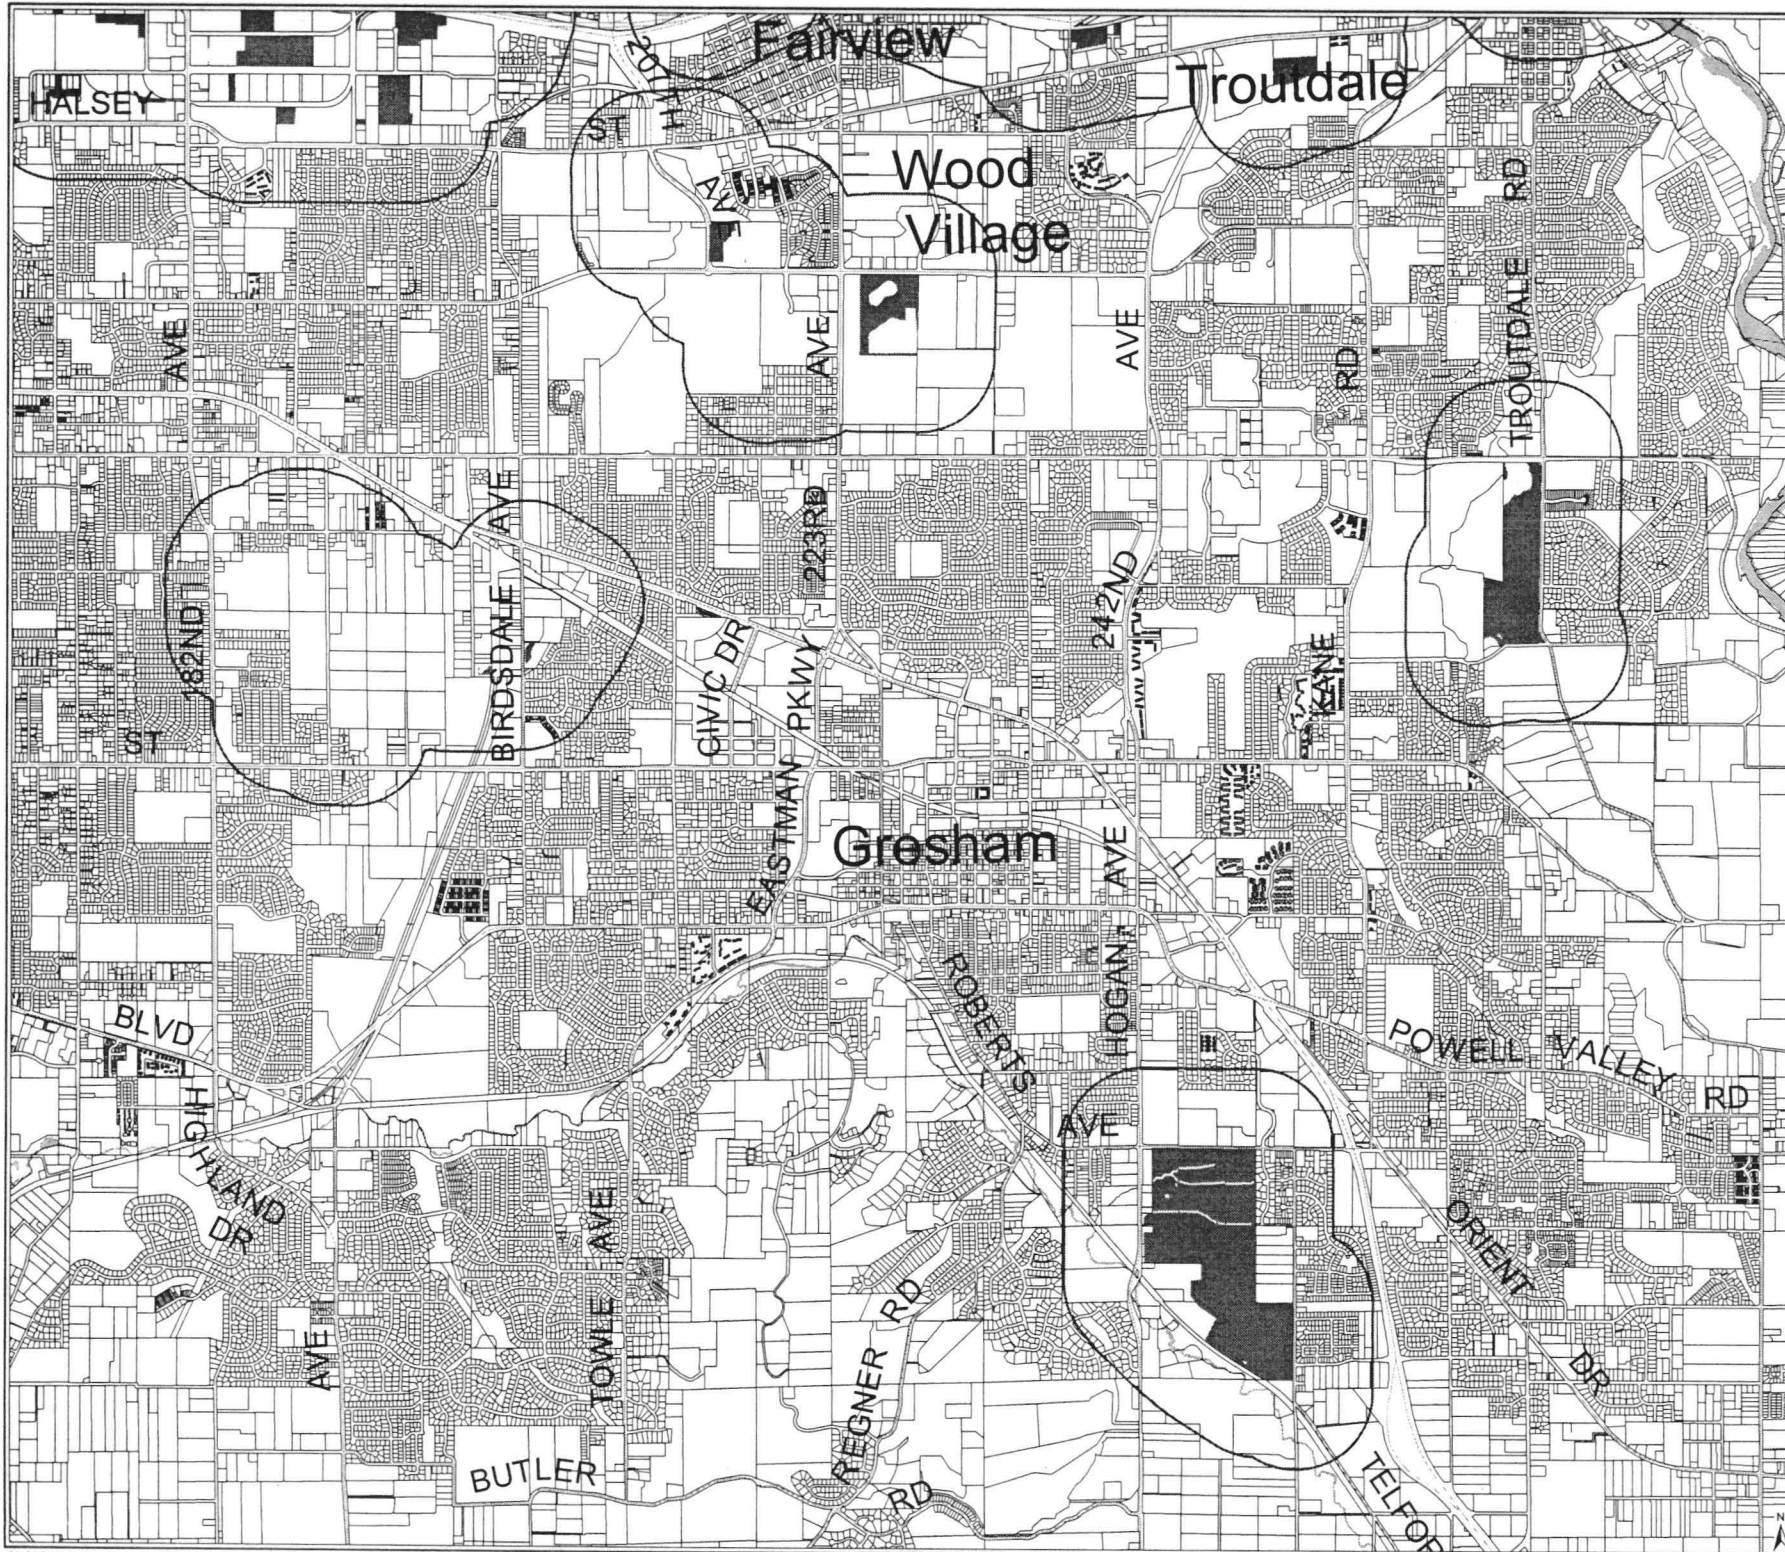 Fairview
207TH
Troutdale
HALSEY
ST
Wood
Village
AVE
RD
TROUTDALE
AVE
AVE
AVE
RD
AVE
223RD
242ND
182ND
BIRDSDALE
CIVIC DR
PKWY
KANE
ST
EASTMAN
Gresham
AVE
ROBERTS
HOGAN
BLVD
POWELL VALLEY
RD
HIGHLAND
DR
AVE
AVE
TOWLE
ORIENT
DR
RD
REGNER
AVE
BUTLER
RD
TELFOR
N